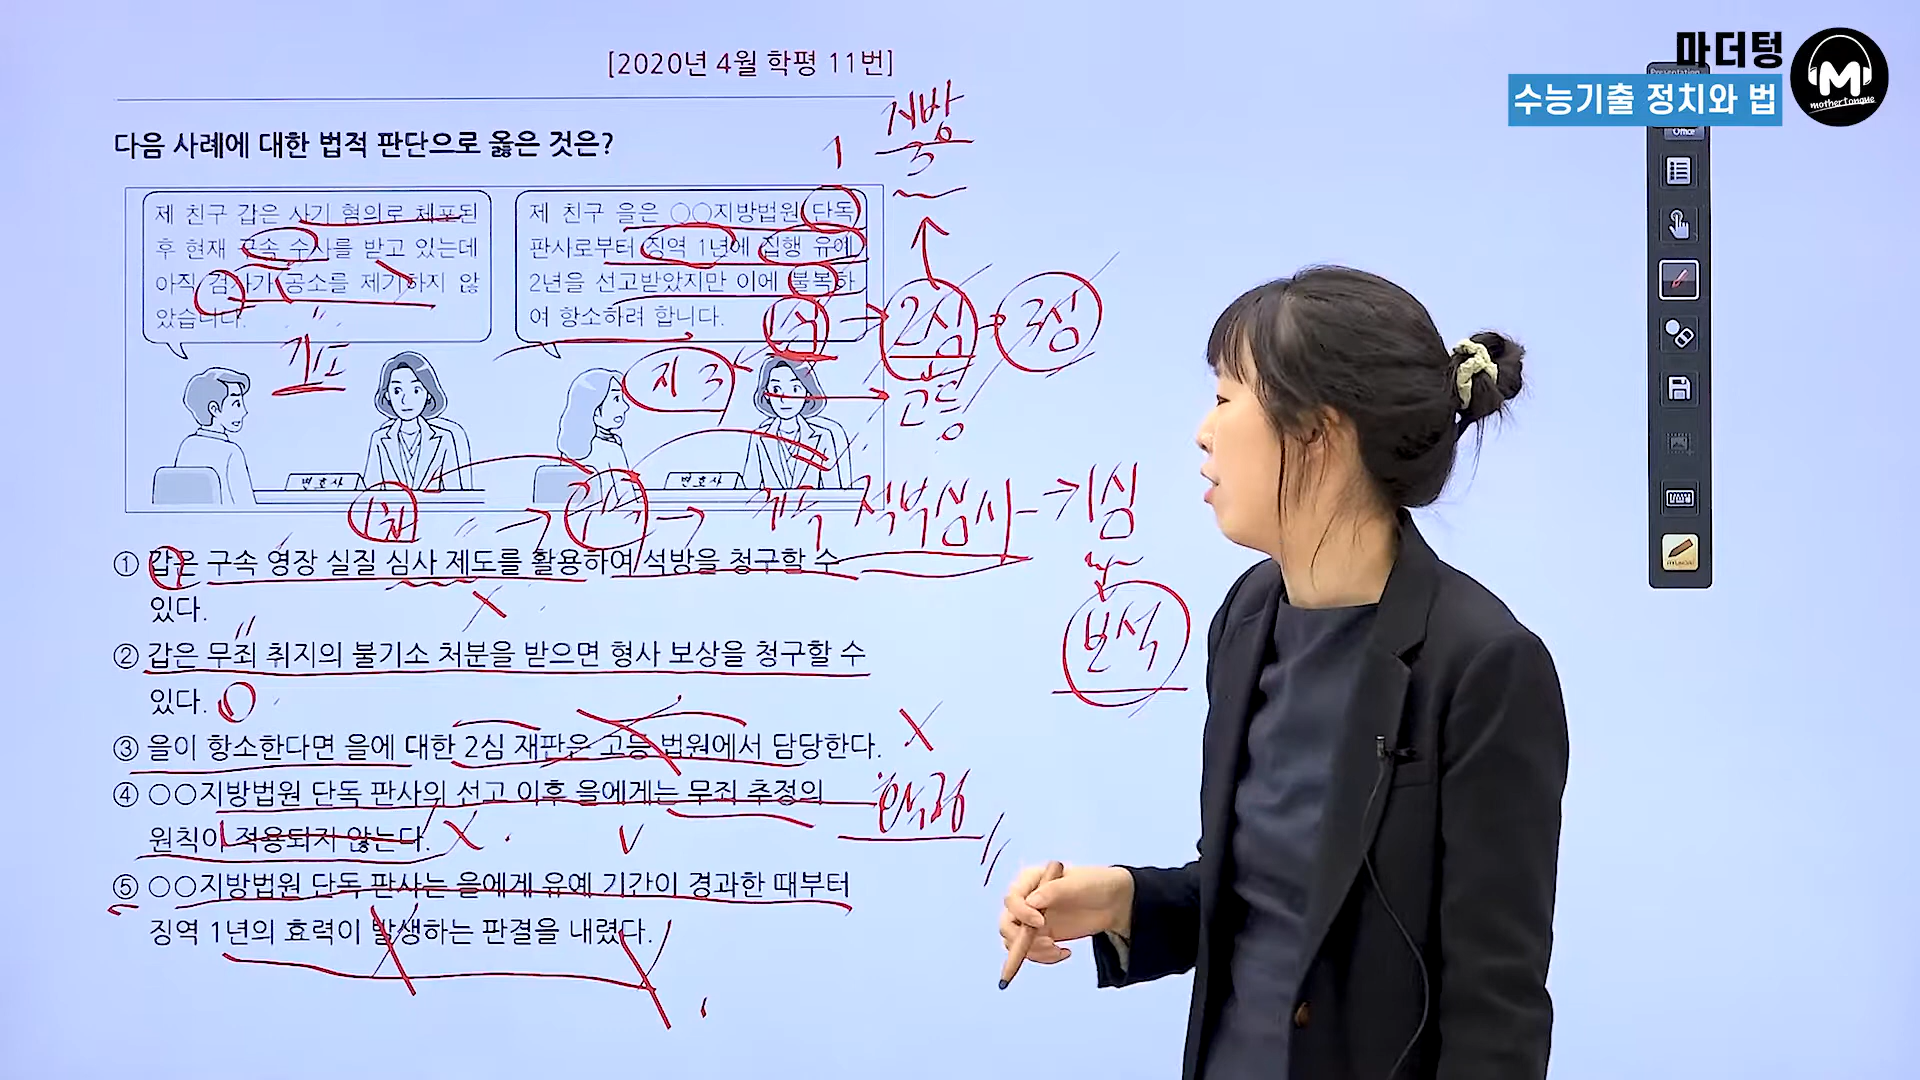 마더텅
수능기출 정치와 법
mothertongue
[2020년 4월 학평 11번]
다음 사례에 대한 법적 판단으로 옳은 것은?
제 친구 갑은 사기 혐의로 체포된
후 현재 구속 수사를 받고 있는데
아직 검사가 공소를 제기하지 않
았습니다.
제 친구 을은 ○○지방법원 단독
판사로부터 징역 1년에 집행 유예
2년을 선고받았지만 이에 불복하
여 항소하려 합니다.
변호사
변호사
지방
1심
2심
3심
고등
적부심사
기심
보석
① 갑은 구속 영장 실질 심사 제도를 활용하여 석방을 청구할 수
있다.
② 갑은 무죄 취지의 불기소 처분을 받으면 형사 보상을 청구할 수
있다.
③ 을이 항소한다면 을에 대한 2심 재판은 고등 법원에서 담당한다.
④ ○○지방법원 단독 판사의 선고 이후 을에게는 무죄 추정의
원칙이 적용되지 않는다.
⑤ ○○지방법원 단독 판사는 을에게 유예 기간이 경과한 때부터
징역 1년의 효력이 발생하는 판결을 내렸다.